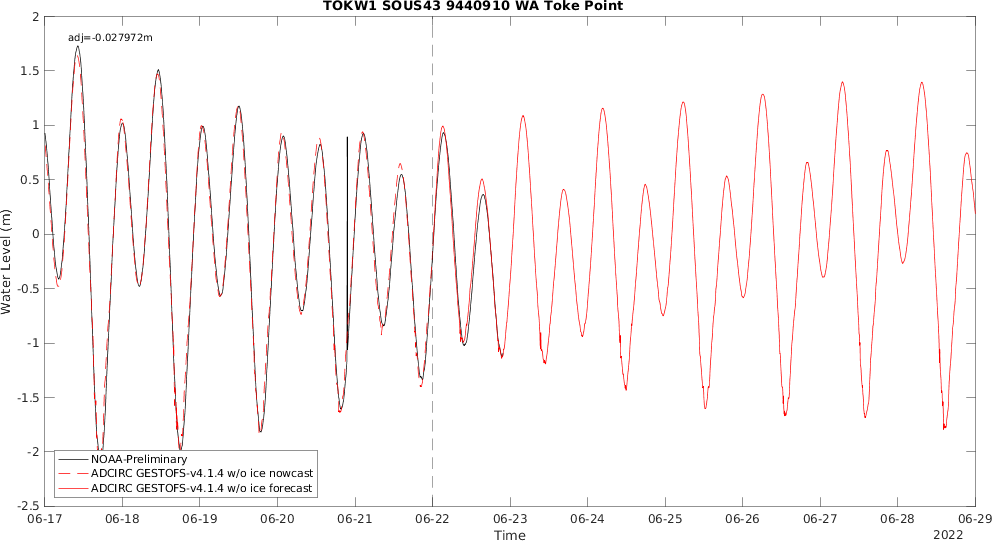 TOKW1 SOUS43 9440910 WA Toke Point
adj=-0.027972m
2
1.5
1
0.5
0
-0.5
-1
-1.5
-2
-2.5
Water Level (m)
NOAA-Preliminary
ADCIRC GESTOFS-v4.1.4 w/o ice nowcast
ADCIRC GESTOFS-v4.1.4 w/o ice forecast
06-17 06-18 06-19 06-20 06-21 06-22 06-23 06-24 06-25 06-26 06-27 06-28 06-29
Time
2022